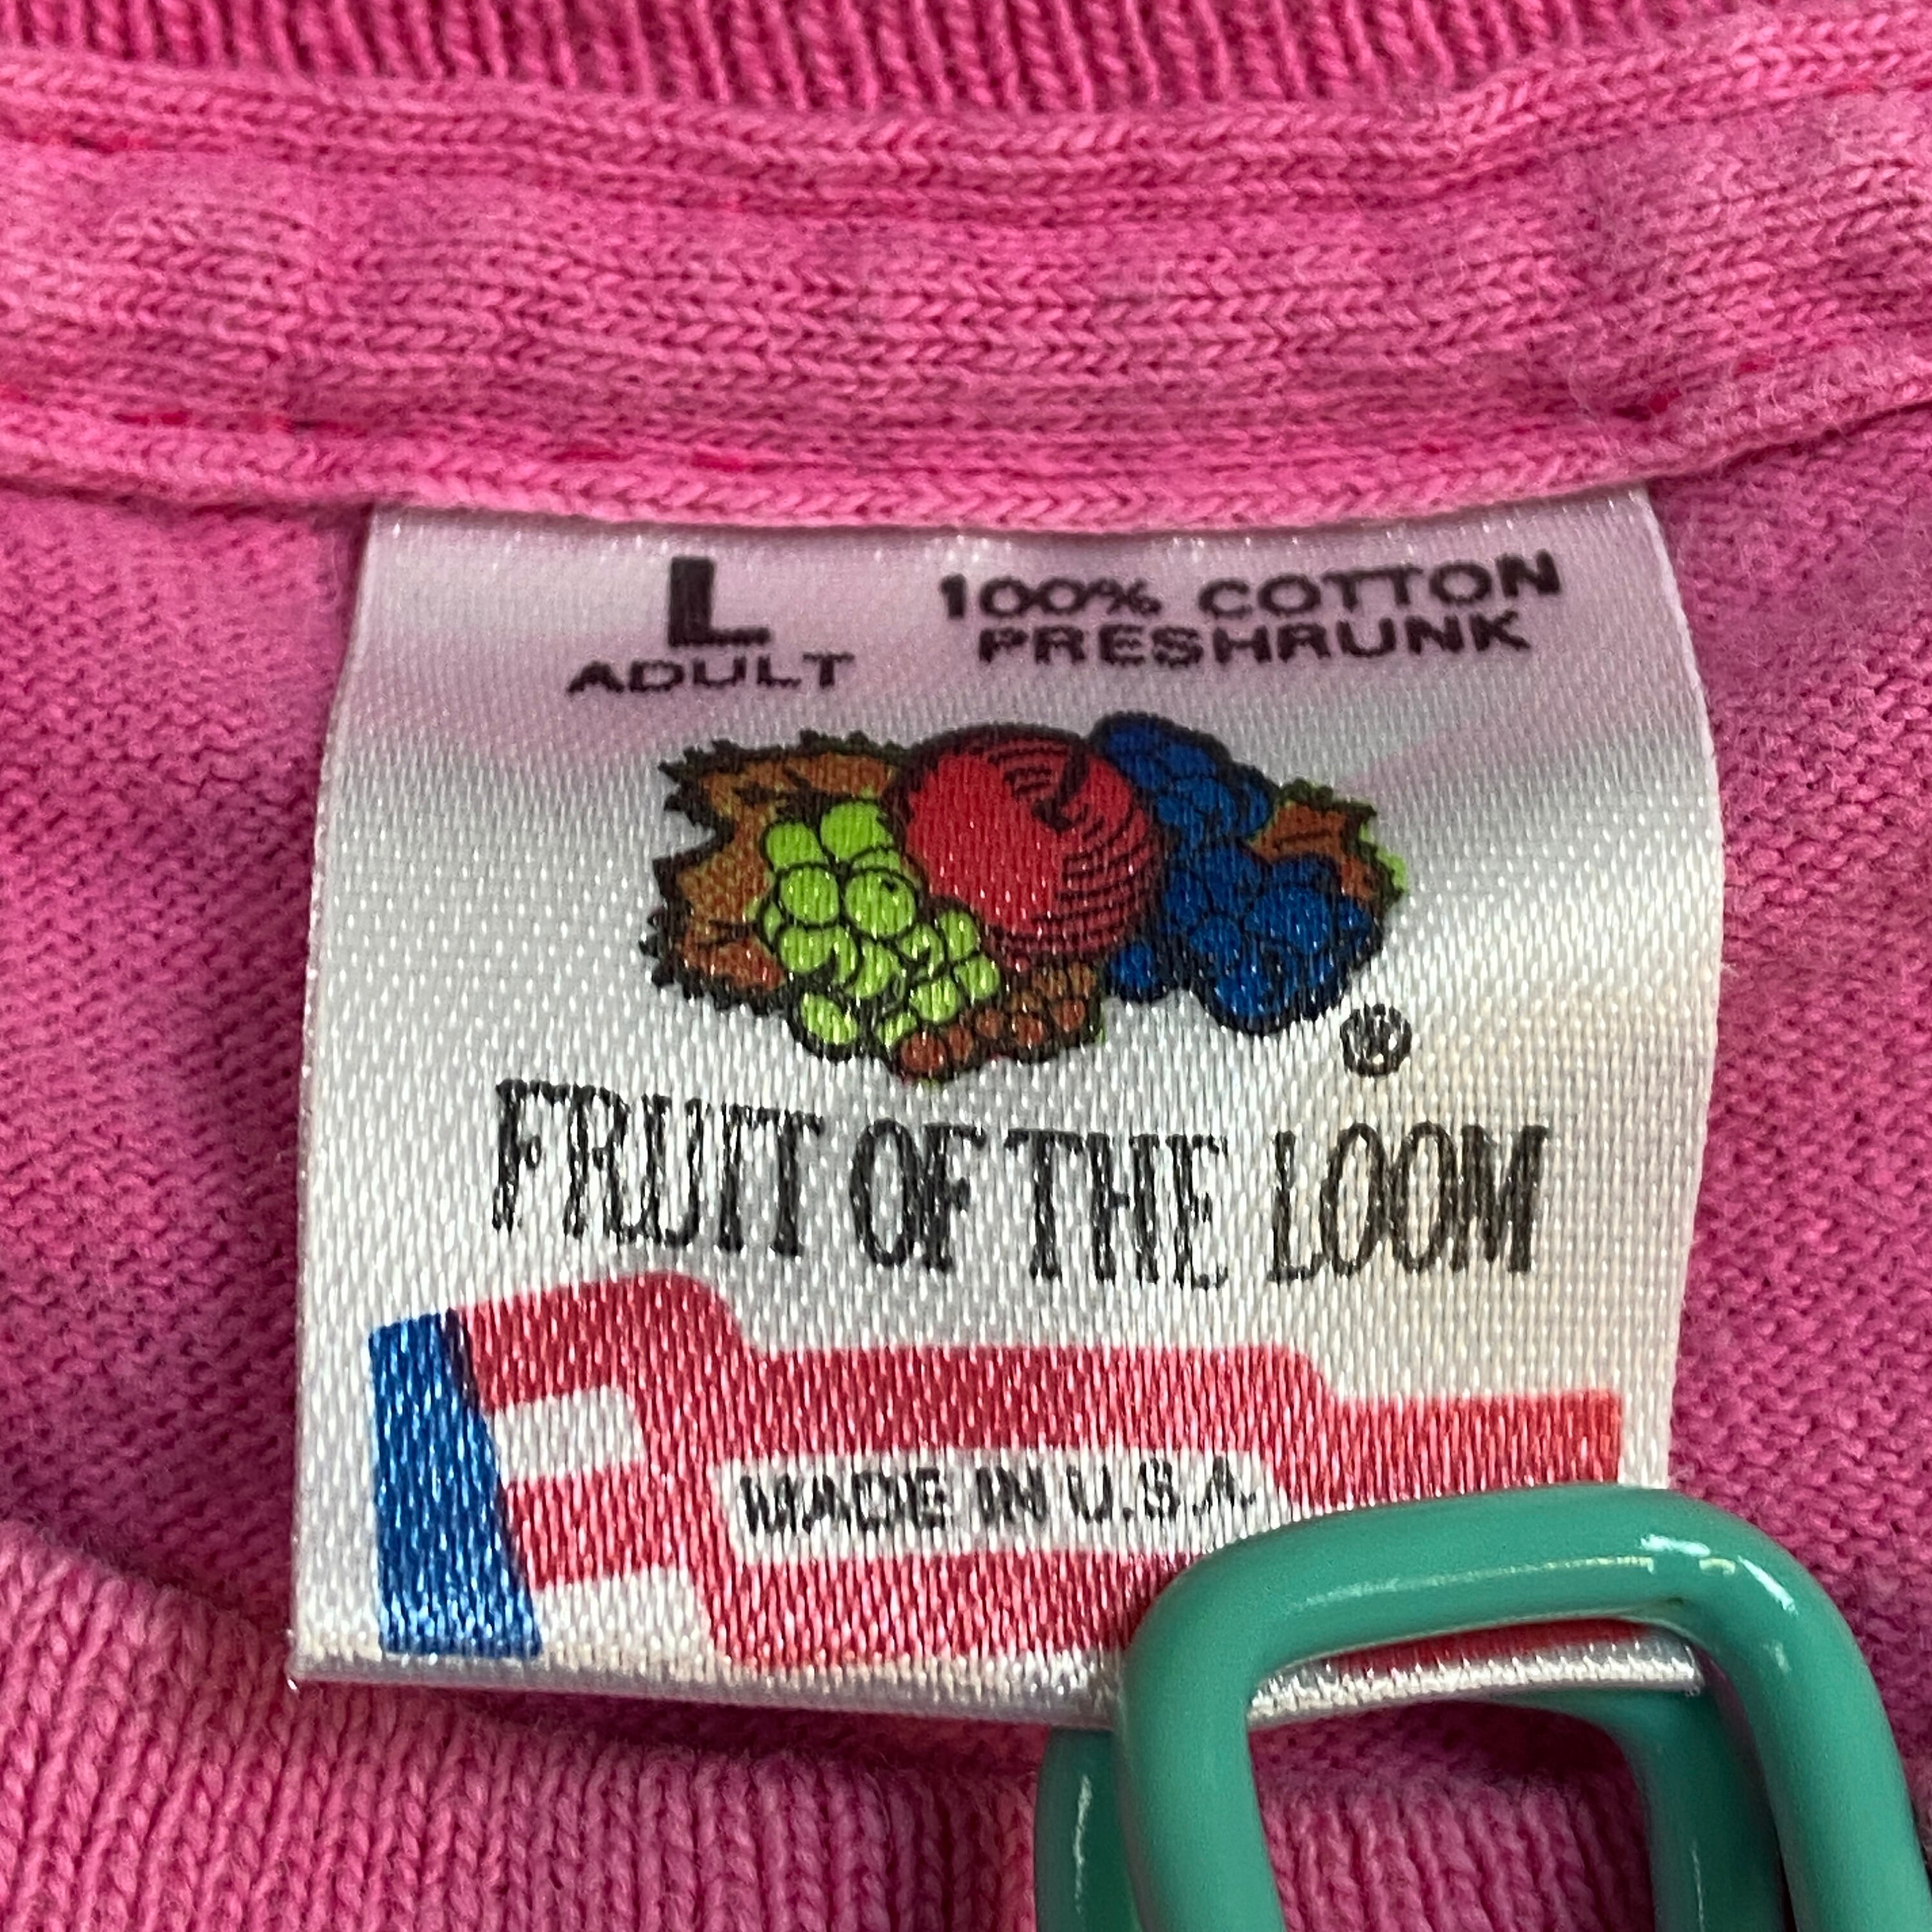 L
ADULT
100% COTTON
PRESHRUNK
®
FRUIT OF THE LOOM
MADE IN U.S.A.